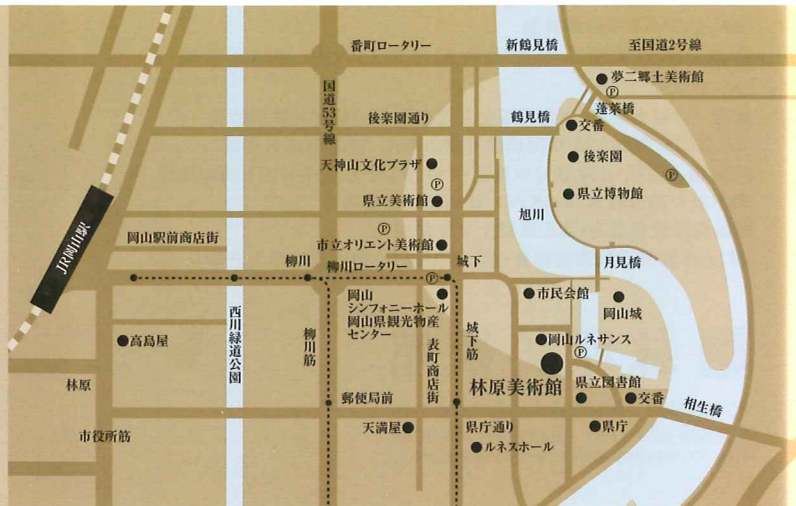 番町ロータリー
新鶴見橋
至国道2号線
夢二郷土美術館
Ⓟ
蓬萊橋
国道53号線
後楽園通り
鶴見橋
交番
天神山文化プラザ
後楽園
Ⓟ
Ⓟ
県立美術館
県立博物館
旭川
Ⓟ
岡山駅前商店街
市立オリエント美術館
JR岡山駅
柳川
柳川ロータリー
城下
月見橋
Ⓟ
岡山
シンフォニーホール
岡山県観光物産
センター
市民会館
岡山城
西川緑道公園
柳川筋
表町商店街
城下筋
高島屋
岡山ルネサンス
Ⓟ
林原美術館
林原
郵便局前
県立図書館
交番
相生橋
市役所筋
天満屋
県庁通り
県庁
ルネスホール